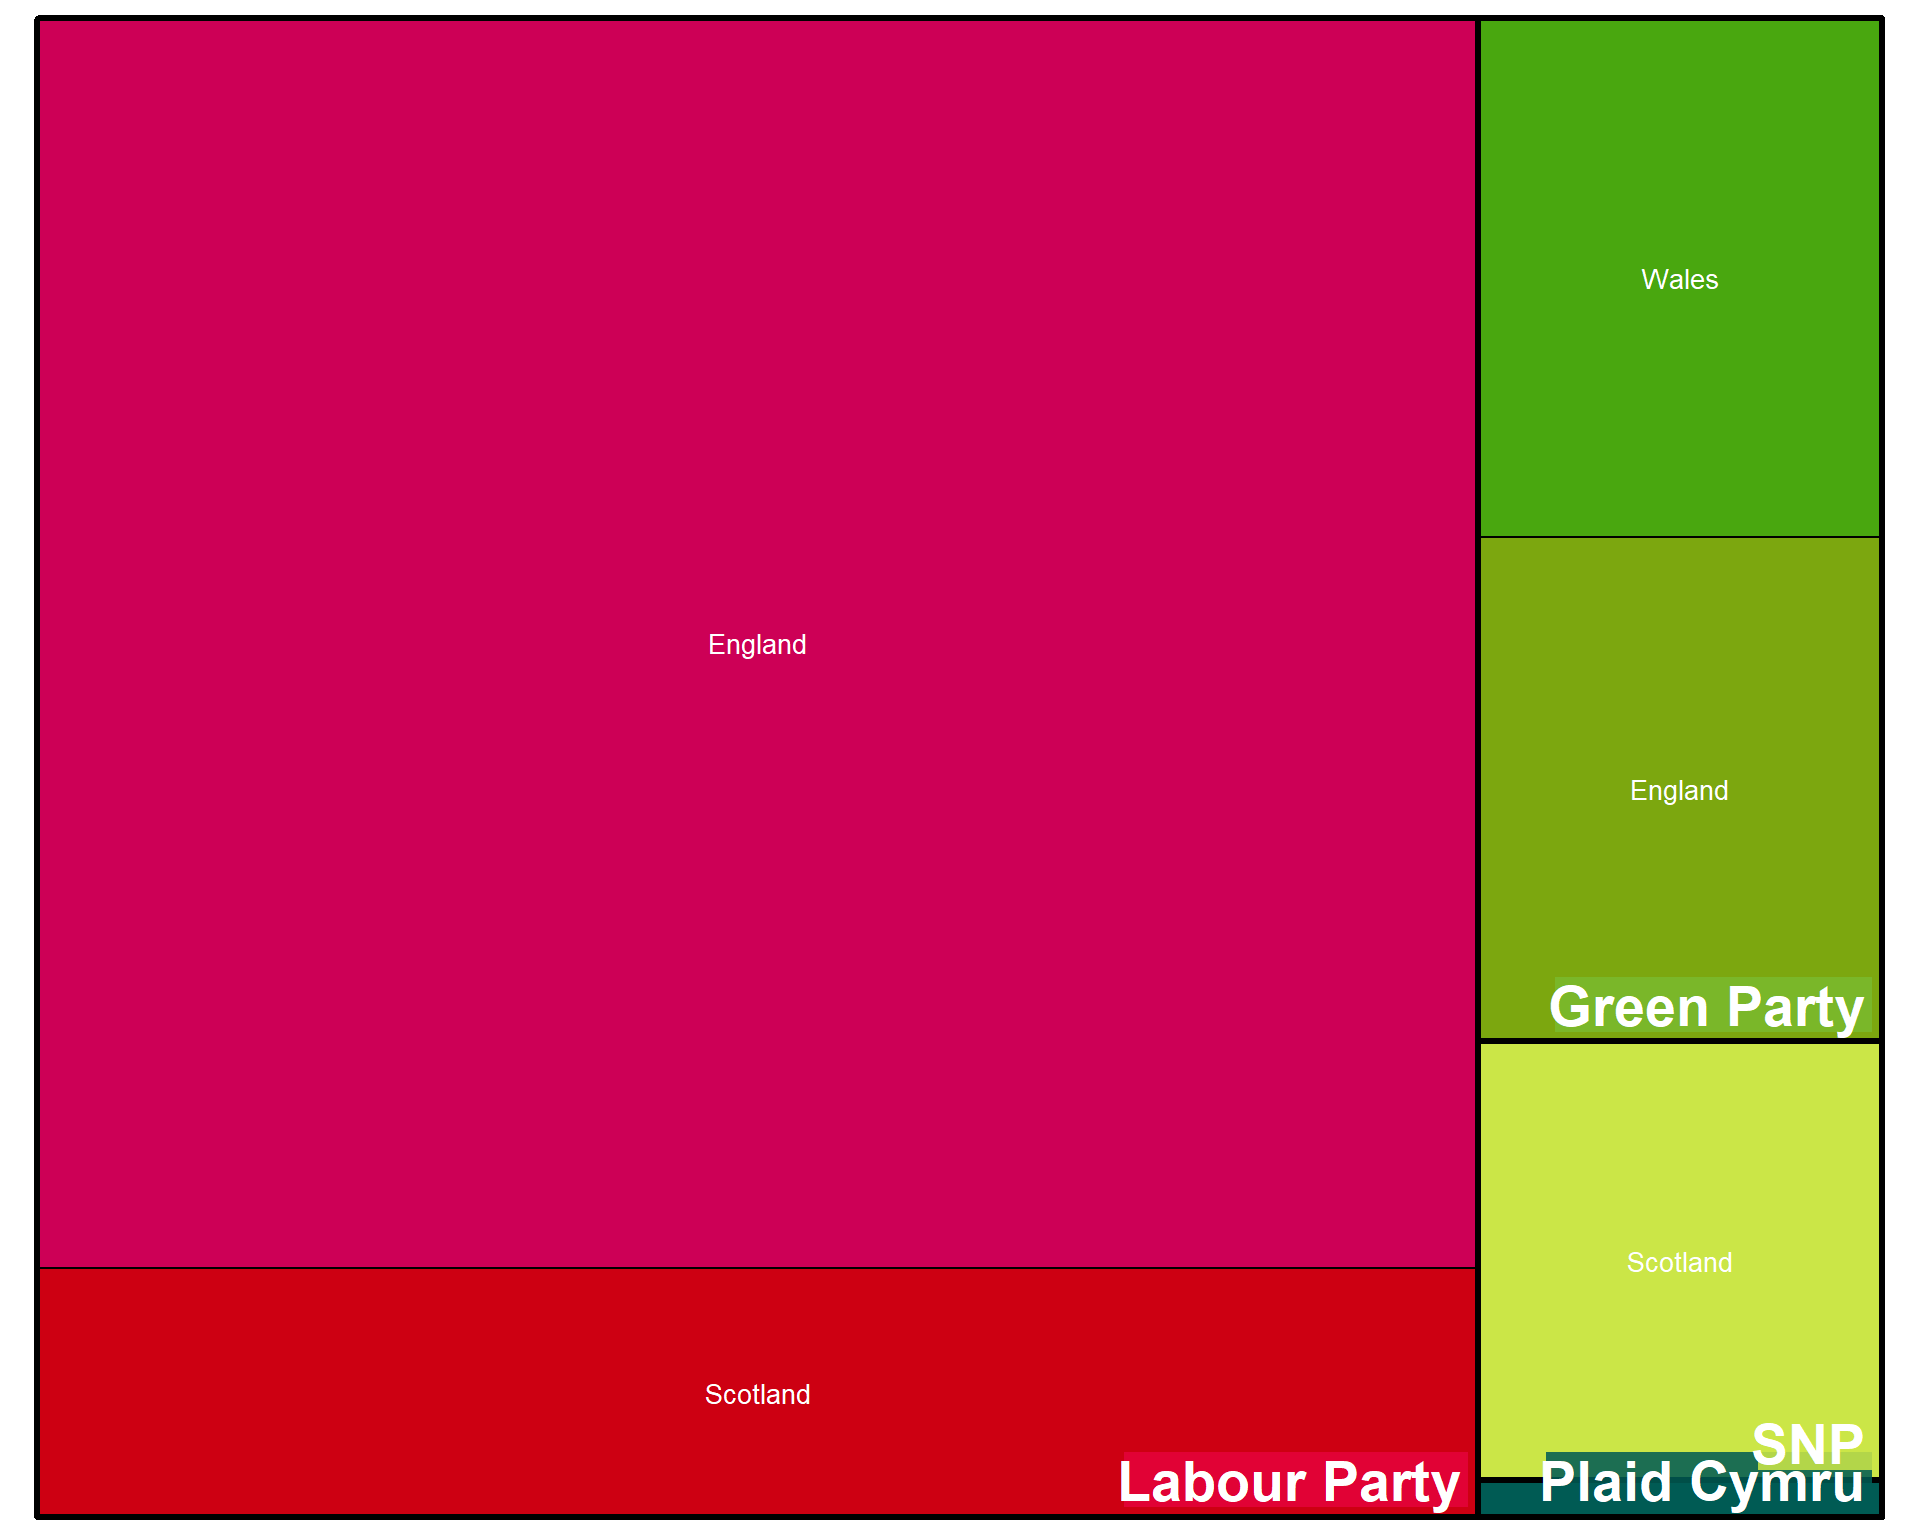 England
Scotland
Labour Party
Wales
England
Green Party
Scotland
SNP
Plaid Cymru